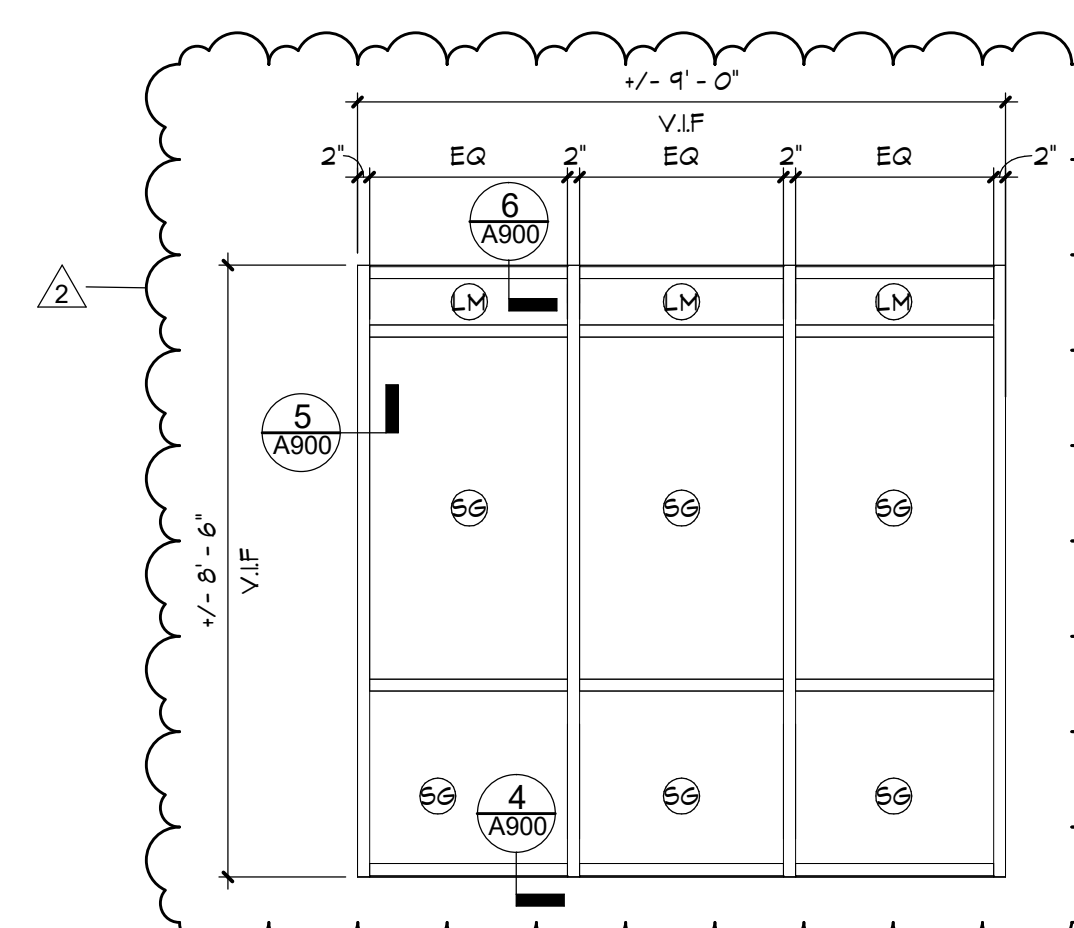 +/- 9' - 0"
V.I.F
2" EQ 2" EQ 2" EQ 2"
6
A900
2
LM LM LM
5
A900
SG SG SG
+/- 8' - 6"
V.I.F
SG SG SG
4
A900